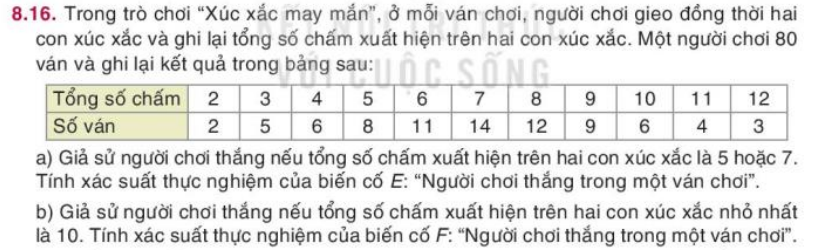 8.16. Trong trò chơi “Xúc xắc may mắn”, ở mỗi ván chơi, người chơi gieo đồng thời hai
con xúc xắc và ghi lại tổng số chấm xuất hiện trên hai con xúc xắc. Một người chơi 80
ván và ghi lại kết quả trong bảng sau:
KẾT NỐI TRI THỨC
VỚI CUỘC SỐNG
Tổng số chấm 2 3 4 5 6 7 8 9 10 11 12
Số ván 2 5 6 8 11 14 12 9 6 4 3
a) Giả sử người chơi thắng nếu tổng số chấm xuất hiện trên hai con xúc xắc là 5 hoặc 7.
Tính xác suất thực nghiệm của biến cố E: “Người chơi thắng trong một ván chơi”.
b) Giả sử người chơi thắng nếu tổng số chấm xuất hiện trên hai con xúc xắc nhỏ nhất
là 10. Tính xác suất thực nghiệm của biến cố F: “Người chơi thắng trong một ván chơi”.